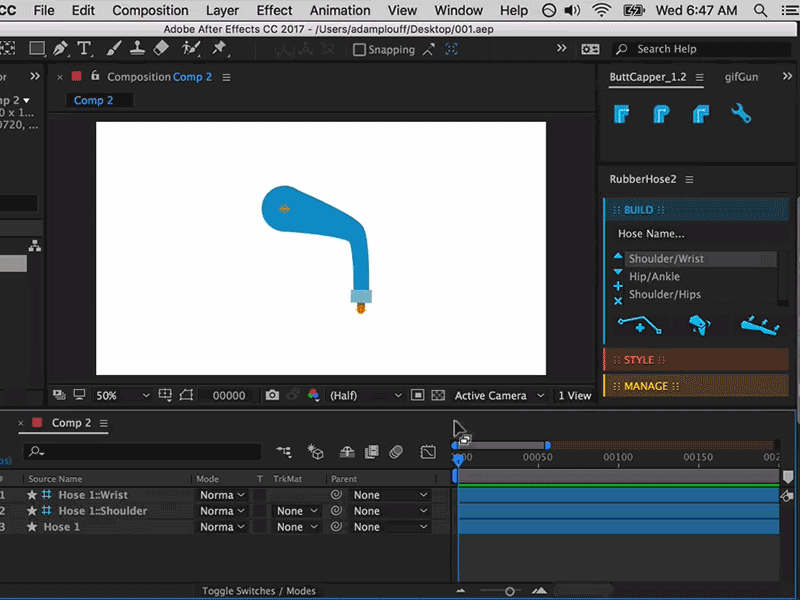 CC File Edit Composition Layer Effect Animation View Window Help Wed 6:47 AM
Adobe After Effects CC 2017 - /Users/adamplouff/Desktop/001.aep
T Snapping Search Help
or Composition Comp 2 ButtCapper_1.2 gifGun
mp 2 Comp 2
0 x 1...
0720, ...
RubberHose2
BUILD
Hose Name...
Shoulder/Wrist
Hip/Ankle
Shoulder/Hips
STYLE
MANAGE
50% 00000 (Half) Active Camera 1 View
Comp 2
ps)
00050 00100 00150 002
# Source Name Mode T TrkMat Parent
1 Hose 1::Wrist Norma None
2 Hose 1::Shoulder Norma None None
3 Hose 1 Norma None None
Toggle Switches / Modes